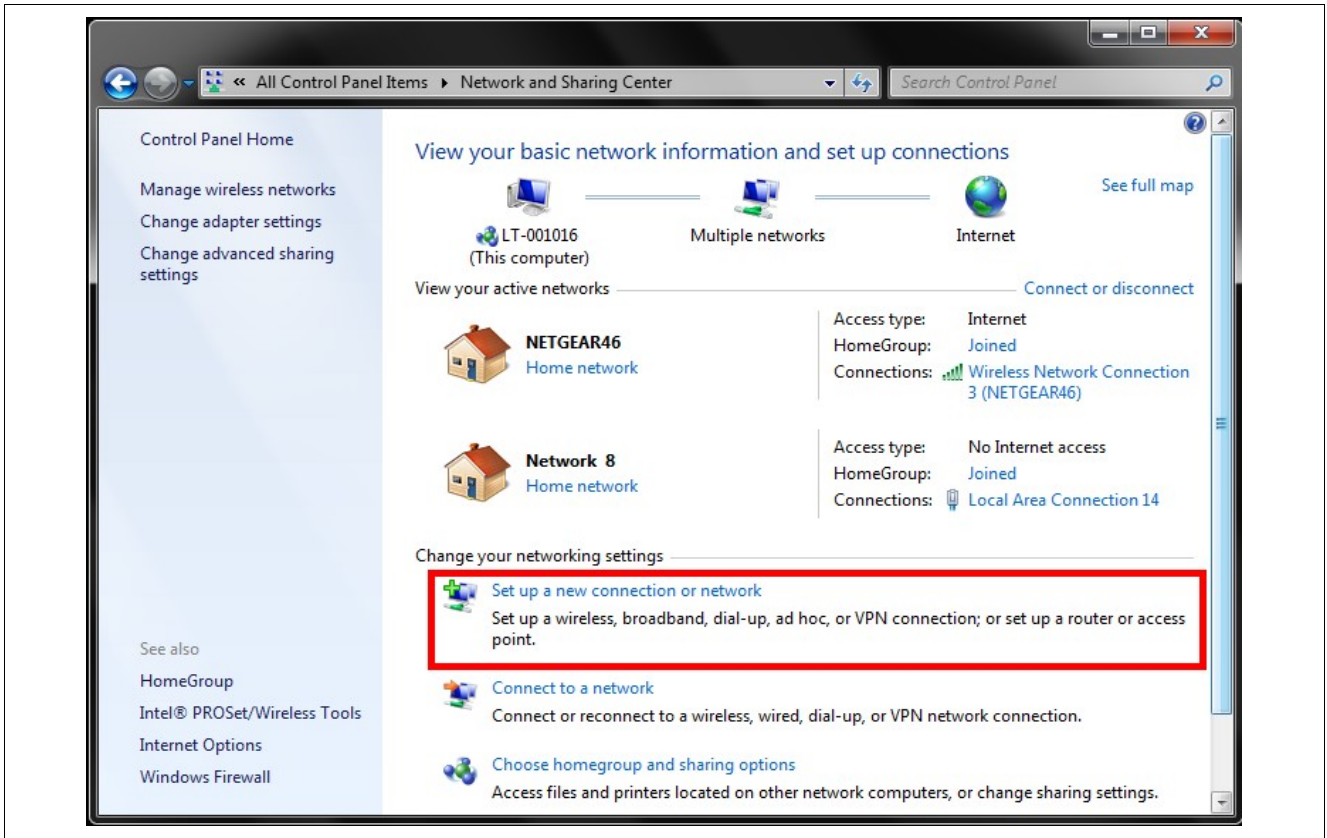 « All Control Panel Items ▸ Network and Sharing Center
Search Control Panel
Control Panel Home
Manage wireless networks
Change adapter settings
Change advanced sharing
settings
See also
HomeGroup
Intel® PROSet/Wireless Tools
Internet Options
Windows Firewall
View your basic network information and set up connections
See full map
LT-001016
(This computer)
Multiple networks
Internet
View your active networks
Connect or disconnect
NETGEAR46
Home network
Access type: Internet
HomeGroup: Joined
Connections: Wireless Network Connection
3 (NETGEAR46)
Network 8
Home network
Access type: No Internet access
HomeGroup: Joined
Connections: Local Area Connection 14
Change your networking settings
Set up a new connection or network
Set up a wireless, broadband, dial-up, ad hoc, or VPN connection; or set up a router or access
point.
Connect to a network
Connect or reconnect to a wireless, wired, dial-up, or VPN network connection.
Choose homegroup and sharing options
Access files and printers located on other network computers, or change sharing settings.